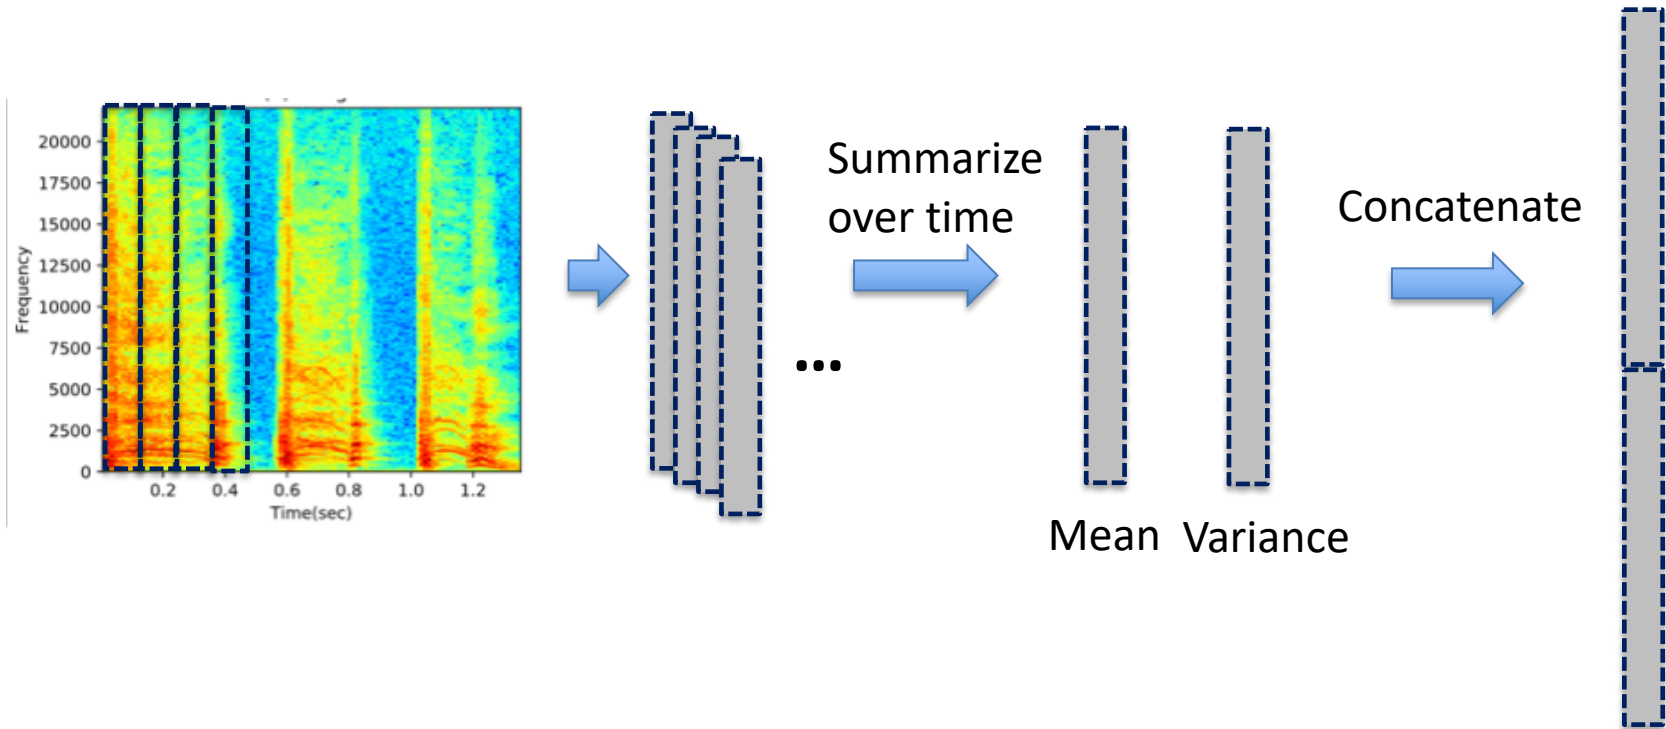 20000
17500
15000
12500
10000
7500
5000
2500
0
Frequency
0.2 0.4 0.6 0.8 1.0 1.2
Time(sec)
...
Summarize
over time
Mean Variance
Concatenate